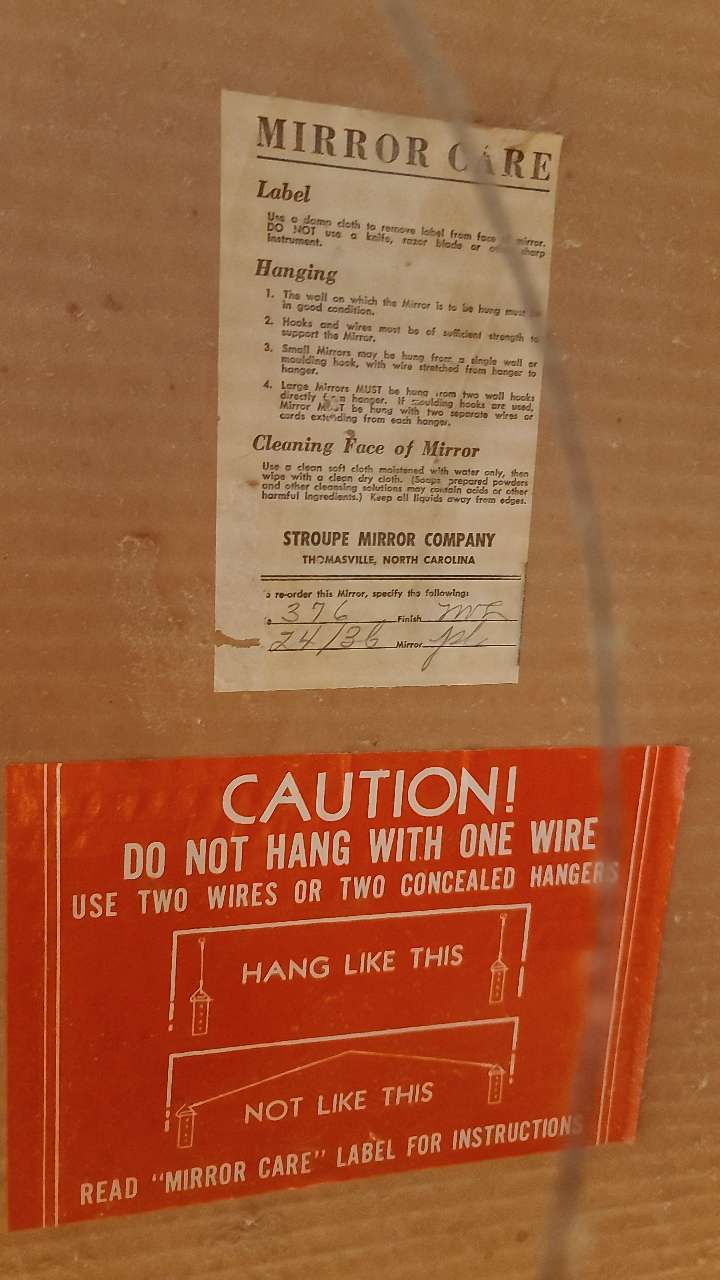 MIRROR CARE
Label
Use a damp cloth to remove label from face mirror.
DO NOT use a knife, razor blade or sharp
instrument.
Hanging
1. The wall on which the Mirror is to be hung must
in good condition.
2. Hooks and wires must be of sufficient strength to
support the Mirror.
3. Small Mirrors may be hung from a single wall or
moulding hook, with wire stretched from hanger to
hanger.
4. Large Mirrors MUST be hung from two wall hooks
directly from hanger. If moulding hooks are used,
Mirror MUST be hung with two separate wires or
cords extending from each hanger.
Cleaning Face of Mirror
Use a clean soft cloth moistened with water only, then
wipe with a clean dry cloth. (Soaps prepared powders
and other cleansing solutions may contain acids or other
harmful ingredients.) Keep all liquids away from edges.
STROUPE MIRROR COMPANY
THOMASVILLE, NORTH CAROLINA
re-order this Mirror, specify the following:
376 Finish
24/36 Mirror
CAUTION!
DO NOT HANG WITH ONE WIRE
USE TWO WIRES OR TWO CONCEALED HANGERS
HANG LIKE THIS
NOT LIKE THIS
READ "MIRROR CARE" LABEL FOR INSTRUCTIONS